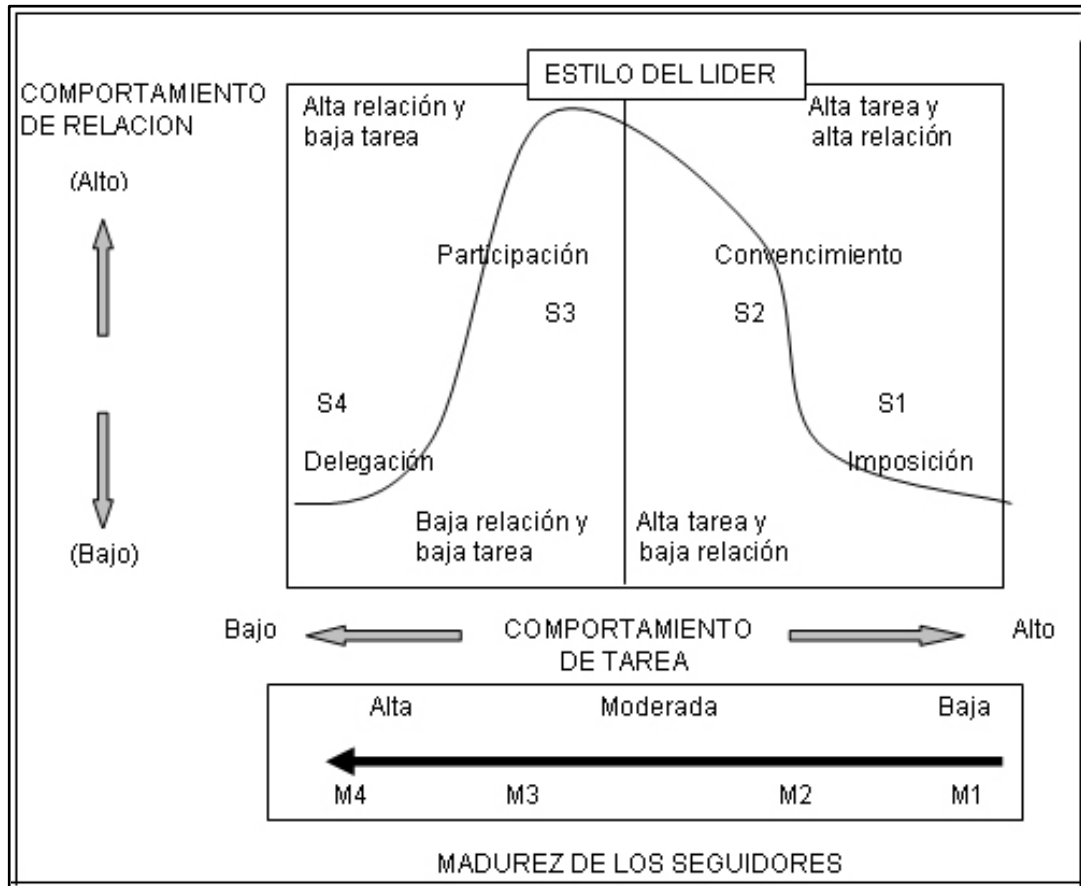 ESTILO DEL LIDER
COMPORTAMIENTO
DE RELACION
(Alto)
(Bajo)
Alta relación y
baja tarea
Alta tarea y
alta relación
Participación
Convencimiento
S3
S2
S4
S1
Delegación
Imposición
Baja relación y
baja tarea
Alta tarea y
baja relación
Bajo
COMPORTAMIENTO
DE TAREA
Alto
Alta
Moderada
Baja
M4
M3
M2
M1
MADUREZ DE LOS SEGUIDORES